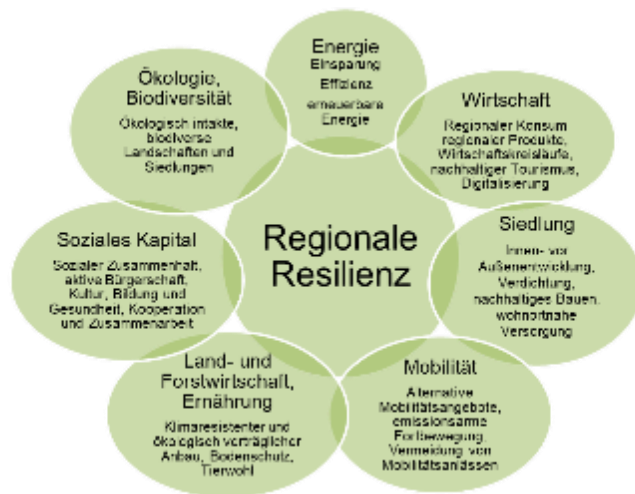 Energie
Einsparung
Effizienz
erneuerbare
Energie
Wirtschaft
Regionaler Konsum
regionaler Produkte,
Wirtschaftskreisläufe,
nachhaltiger Tourismus,
Digitalisierung
Siedlung
Innen- vor
Außenentwicklung,
Verdichtung,
nachhaltiges Bauen,
wohnortnahe
Versorgung
Mobilität
Alternative
Mobilitätsangebote,
emissionsarme
Fortbewegung,
Vermeidung von
Mobilitätsanlässen
Land- und
Forstwirtschaft,
Ernährung
Klimaresistenter und
ökologisch verträglicher
Anbau, Bodenschutz,
Tierwohl
Soziales Kapital
Sozialer Zusammenhalt,
aktive Bürgerschaft,
Kultur, Bildung und
Gesundheit, Kooperation
und Zusammenarbeit
Ökologie,
Biodiversität
Ökologisch intakte,
biodiverse
Landschaften und
Siedlungen
Regionale
Resilienz